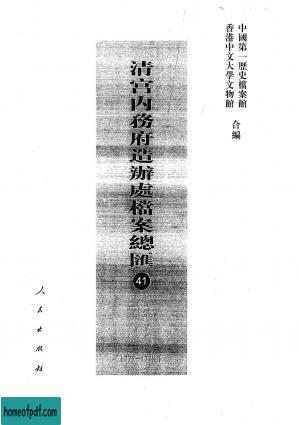 中國第一歷史檔案館
香港中文大學文物館
合編
清宮内務府造辦處檔案總匯
41
人民出版社
homeofpdf.com